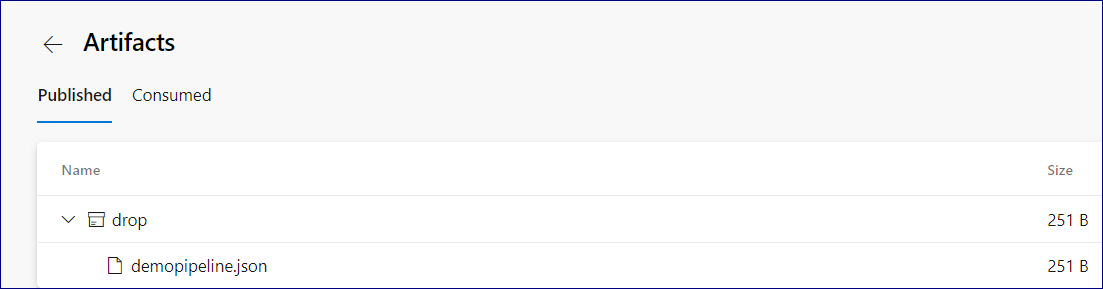 Artifacts
Published Consumed
Name Size
drop 251 B
demopipeline.json 251 B